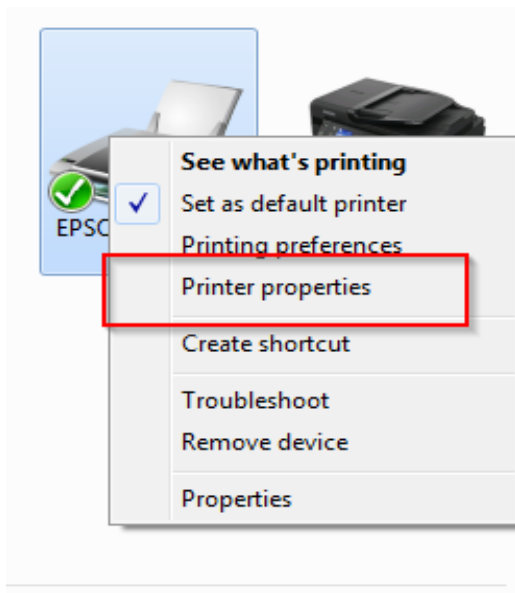 See what's printing
Set as default printer
EPSC
Printing preferences
Printer properties
Create shortcut
Troubleshoot
Remove device
Properties